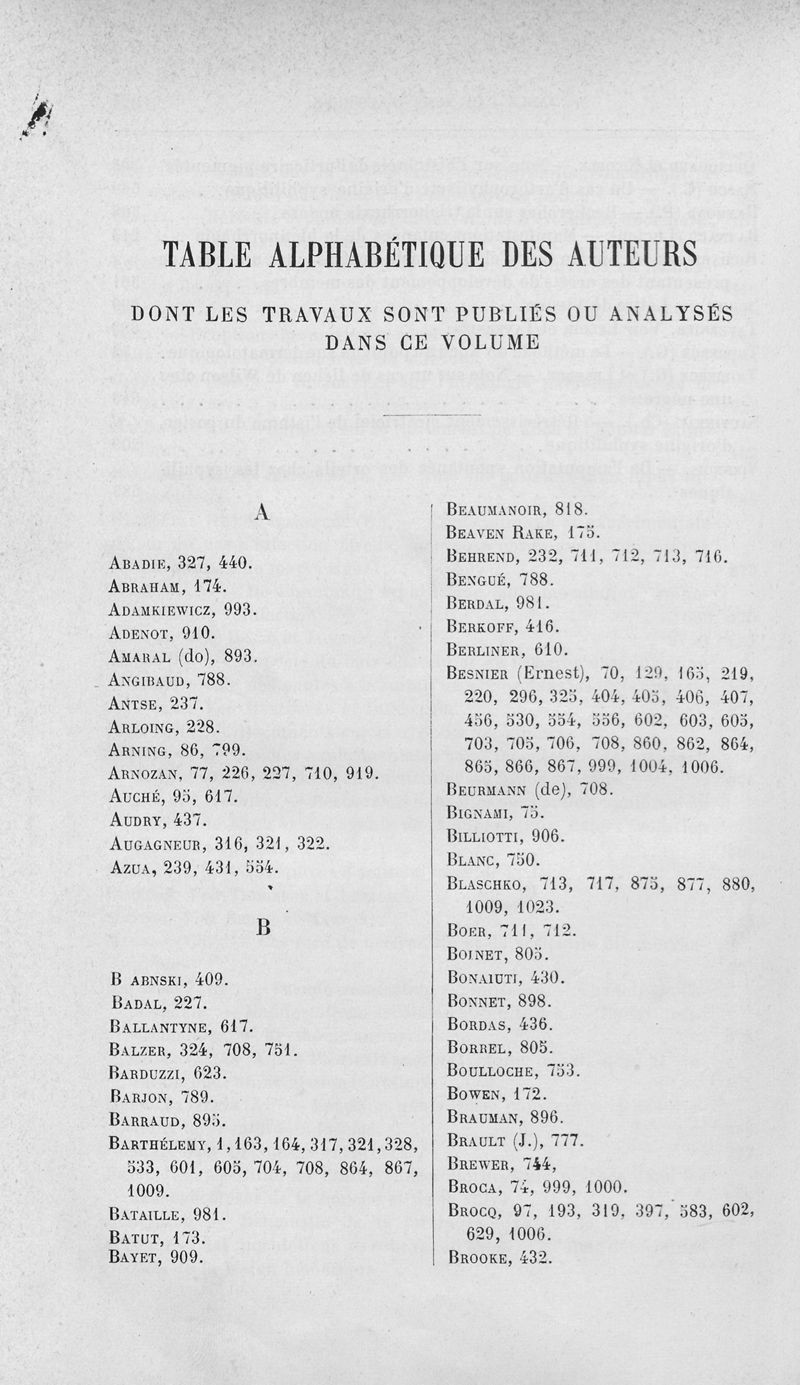 TABLE ALPHABÉTIQUE DES AUTEURS
DONT LES TRAVAUX SONT PUBLIÉS OU ANALYSÉS
DANS CE VOLUME
A
ABADIE, 327, 440.
ABRAHAM, 174.
ADAMKIEWICZ, 993.
ADENOT, 910.
AMARAL (do), 893.
ANGIBAUD, 788.
ANTSE, 237.
ARLOING, 228.
ARNING, 86, 799.
ARNOZAN, 77, 226, 227, 710, 919.
AUCHÉ, 95, 617.
AUDRY, 437.
AUGAGNEUR, 316, 321, 322.
AZUA, 239, 431, 554.
B
B ABNSKI, 409.
BADAL, 227.
BALLANTYNE, 617.
BALZER, 324, 708, 751.
BARDUZZI, 623.
BARJON, 789.
BARRAUD, 895.
BARTHÉLEMY, 1, 163, 164, 317, 321, 328,
533, 601, 605, 704, 708, 864, 867,
1009.
BATAILLE, 981.
BATUT, 173.
BAYET, 909.
BEAUMANOIR, 818.
BEAVEN RAKE, 175.
BEHREND, 232, 711, 712, 713, 716.
BENGUÉ, 788.
BERDAL, 981.
BERKOFF, 416.
BERLINER, 610.
BESNIER (Ernest), 70, 129, 165, 219,
220, 296, 325, 404, 405, 406, 407,
456, 530, 554, 556, 602, 603, 605,
703, 705, 706, 708, 860, 862, 864,
865, 866, 867, 999, 1004, 1006.
BEURMANN (de), 708.
BIGNAMI, 75.
BILLIOTTI, 906.
BLANC, 750.
BLASCHKO, 713, 717, 875, 877, 880,
1009, 1023.
BOER, 711, 712.
BOINET, 805.
BONAIUTI, 430.
BONNET, 898.
BORDAS, 436.
BORREL, 805.
BOULLOCHE, 753.
BOWEN, 172.
BRAUMAN, 896.
BRAULT (J.), 777.
BREWER, 744,
BROCA, 74, 999, 1000.
BROCQ, 97, 193, 319, 397, 583, 602,
629, 1006.
BROOKE, 432.